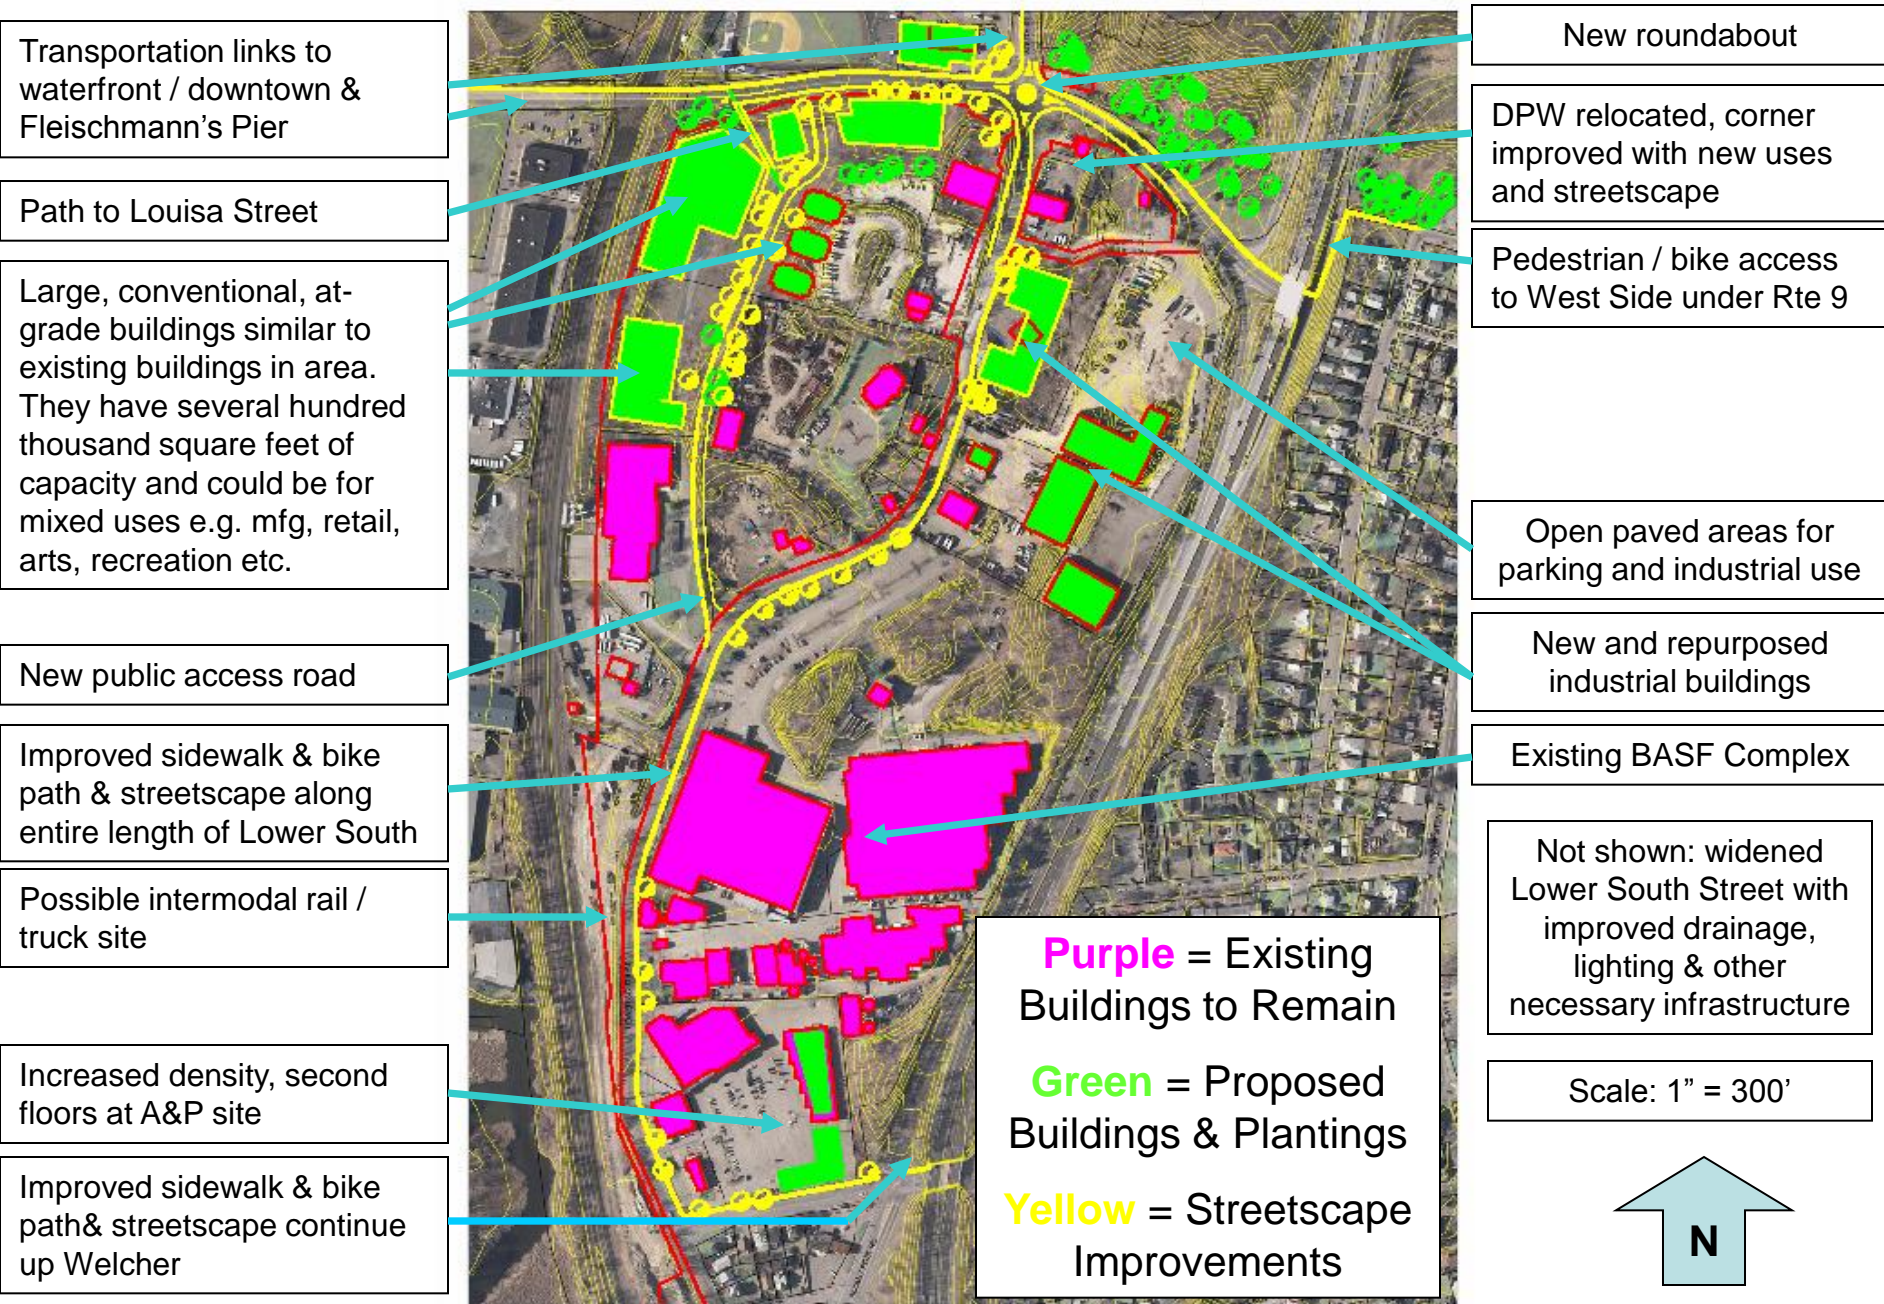 Transportation links to
waterfront / downtown &
Fleischmann’s Pier
Path to Louisa Street
Large, conventional, at-
grade buildings similar to
existing buildings in area.
They have several hundred
thousand square feet of
capacity and could be for
mixed uses e.g. mfg, retail,
arts, recreation etc.
New public access road
Improved sidewalk & bike
path & streetscape along
entire length of Lower South
Possible intermodal rail /
truck site
Increased density, second
floors at A&P site
Improved sidewalk & bike
path& streetscape continue
up Welcher
New roundabout
DPW relocated, corner
improved with new uses
and streetscape
Pedestrian / bike access
to West Side under Rte 9
Open paved areas for
parking and industrial use
New and repurposed
industrial buildings
Existing BASF Complex
Not shown: widened
Lower South Street with
improved drainage,
lighting & other
necessary infrastructure
Scale: 1” = 300’
N
Purple = Existing
Buildings to Remain
Green = Proposed
Buildings & Plantings
Yellow = Streetscape
Improvements